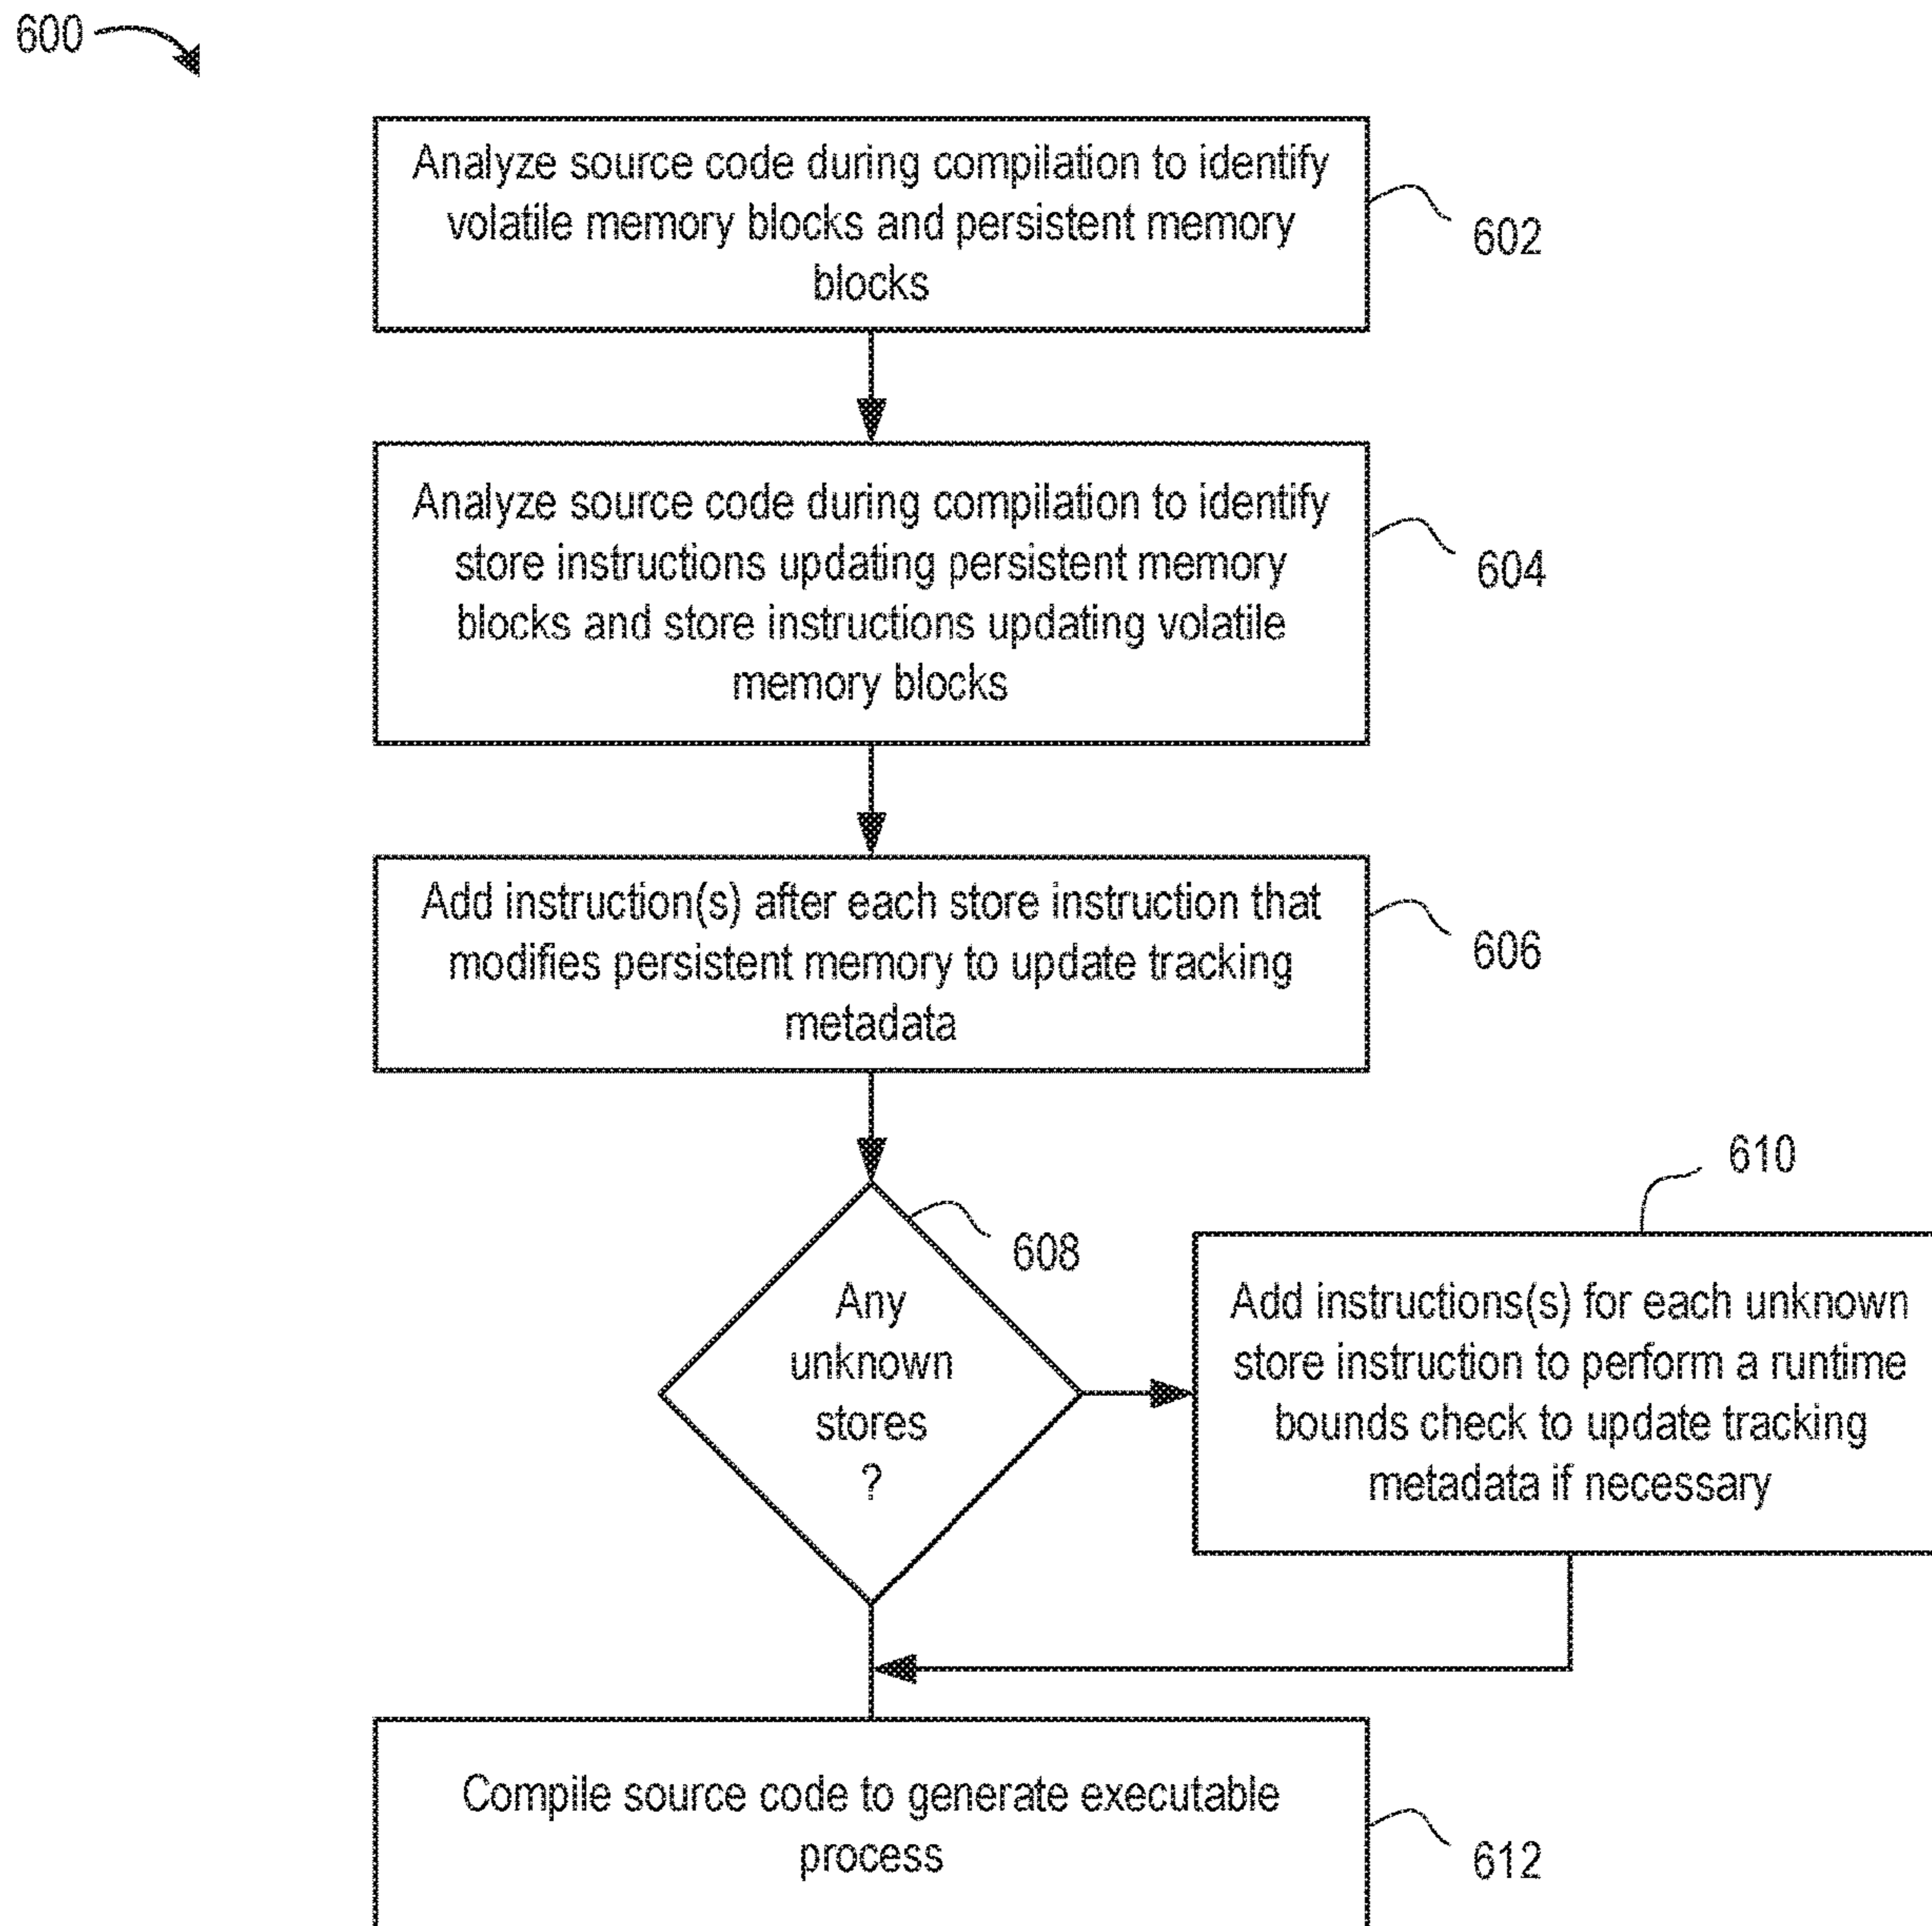 600
Analyze source code during compilation to identify
volatile memory blocks and persistent memory
blocks
602
Analyze source code during compilation to identify
store instructions updating persistent memory
blocks and store instructions updating volatile
memory blocks
604
Add instruction(s) after each store instruction that
modifies persistent memory to update tracking
metadata
606
Any
unknown
stores
?
608
610
Add instructions(s) for each unknown
store instruction to perform a runtime
bounds check to update tracking
metadata if necessary
Compile source code to generate executable
process
612